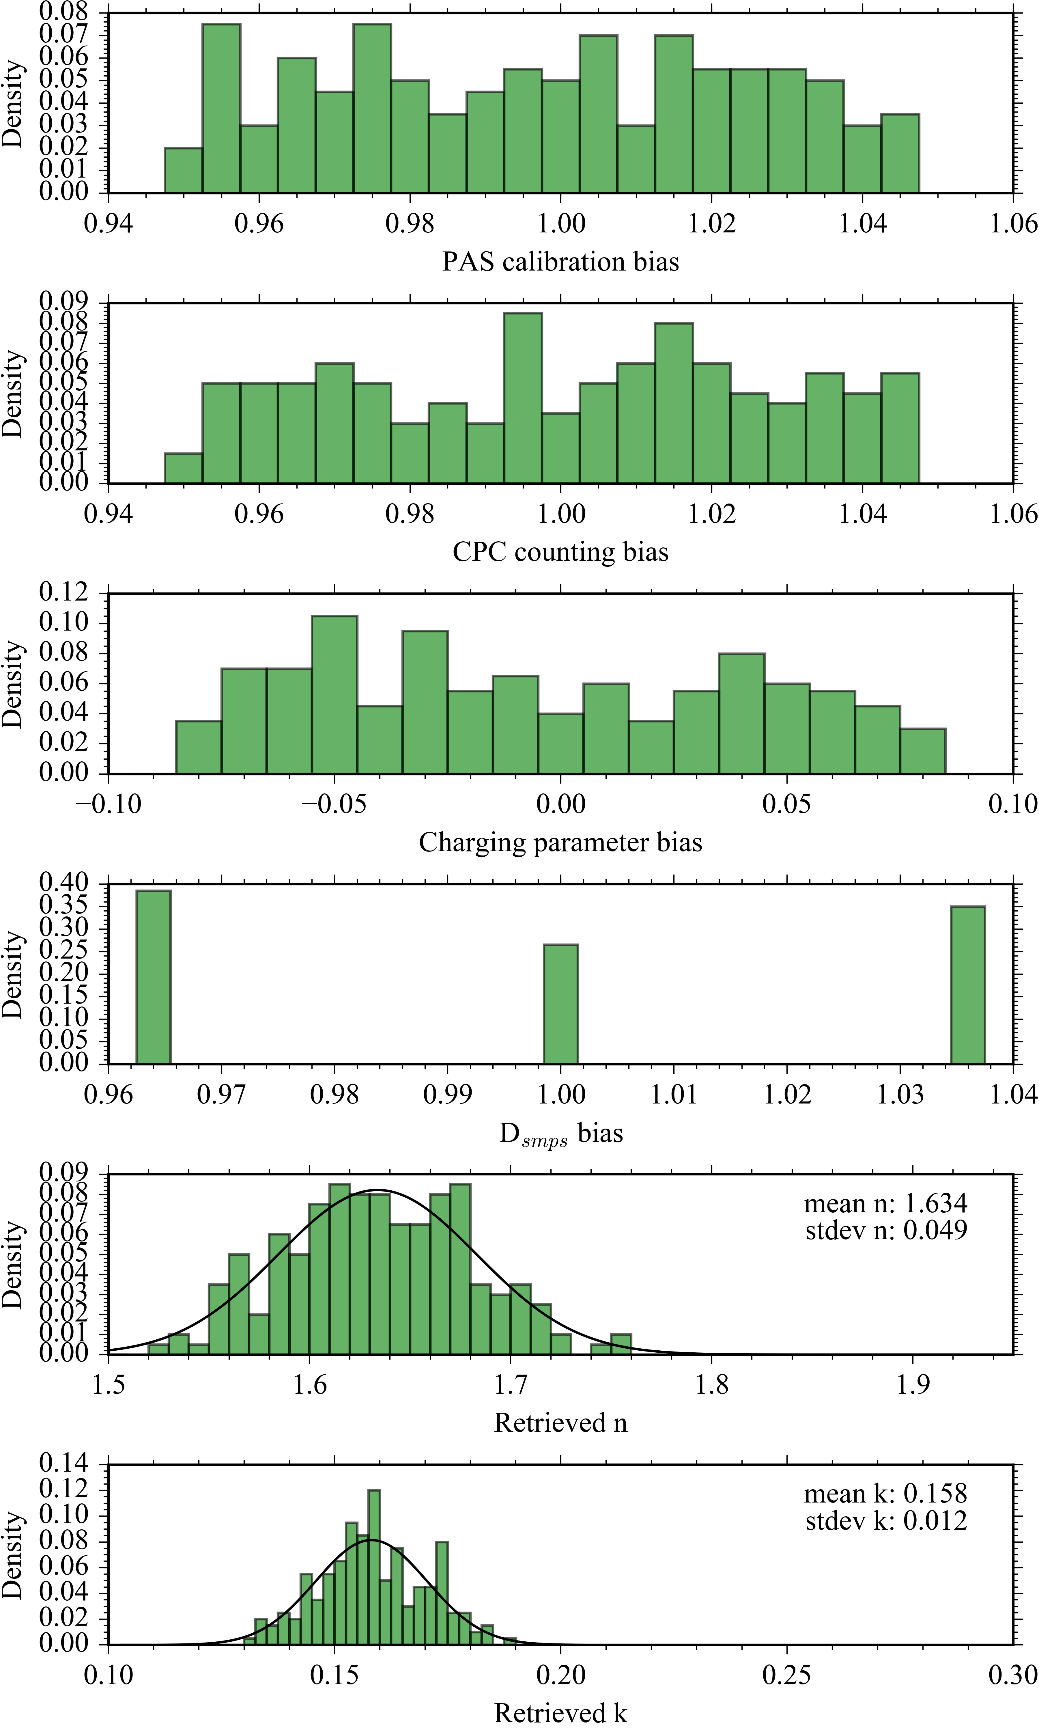 0.08
0.07
0.06
0.05
0.04
0.03
0.02
0.01
0.00
Density
0.94 0.96 0.98 1.00 1.02 1.04 1.06
PAS calibration bias
0.09
0.08
0.07
0.06
0.05
0.04
0.03
0.02
0.01
0.00
Density
0.94 0.96 0.98 1.00 1.02 1.04 1.06
CPC counting bias
0.12
0.10
0.08
0.06
0.04
0.02
0.00
Density
−0.10 −0.05 0.00 0.05 0.10
Charging parameter bias
0.40
0.35
0.30
0.25
0.20
0.15
0.10
0.05
0.00
Density
0.96 0.97 0.98 0.99 1.00 1.01 1.02 1.03 1.04
D_smps bias
0.09
0.08
0.07
0.06
0.05
0.04
0.03
0.02
0.01
0.00
Density
mean n: 1.634
stdev n: 0.049
1.5 1.6 1.7 1.8 1.9
Retrieved n
0.14
0.12
0.10
0.08
0.06
0.04
0.02
0.00
Density
mean k: 0.158
stdev k: 0.012
0.10 0.15 0.20 0.25 0.30
Retrieved k